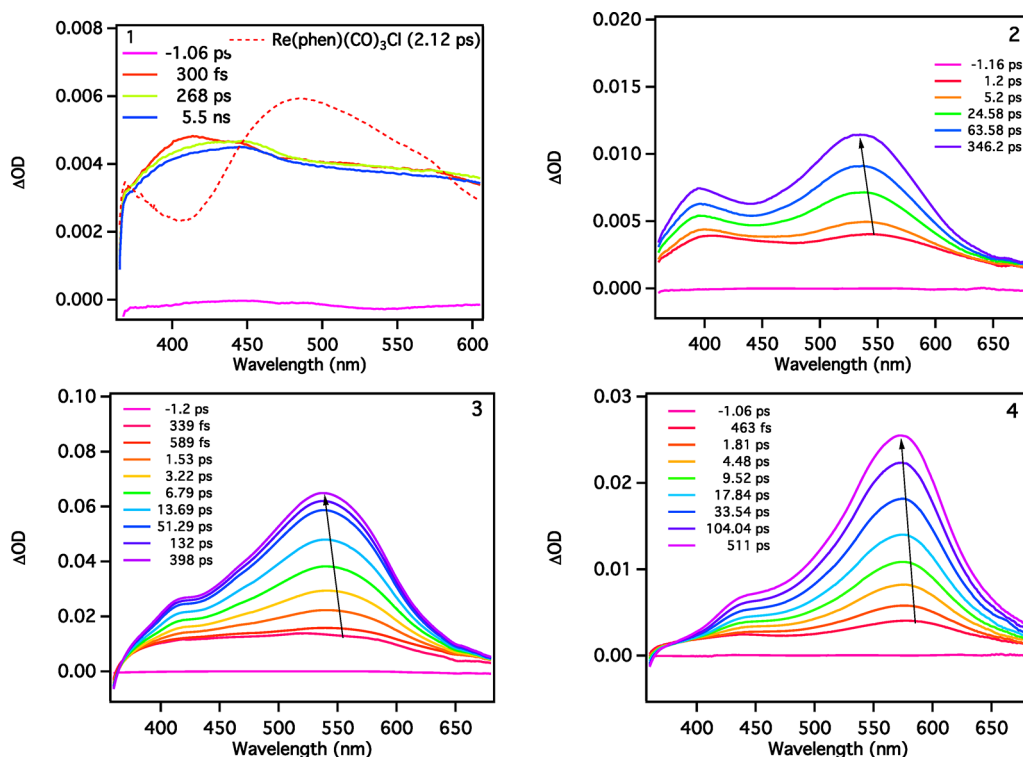 1
Re(phen)(CO)3Cl (2.12 ps)
-1.06 ps
300 fs
268 ps
5.5 ns
0.008
0.006
0.004
0.002
0.000
ΔOD
400 450 500 550 600
Wavelength (nm)
2
-1.16 ps
1.2 ps
5.2 ps
24.58 ps
63.58 ps
346.2 ps
0.020
0.015
0.010
0.005
0.000
ΔOD
400 450 500 550 600 650
Wavelength (nm)
3
-1.2 ps
339 fs
589 fs
1.53 ps
3.22 ps
6.79 ps
13.69 ps
51.29 ps
132 ps
398 ps
0.10
0.08
0.06
0.04
0.02
0.00
ΔOD
400 450 500 550 600 650
Wavelength (nm)
4
-1.06 ps
463 fs
1.81 ps
4.48 ps
9.52 ps
17.84 ps
33.54 ps
104.04 ps
511 ps
0.03
0.02
0.01
0.00
ΔOD
400 450 500 550 600 650
Wavelength (nm)